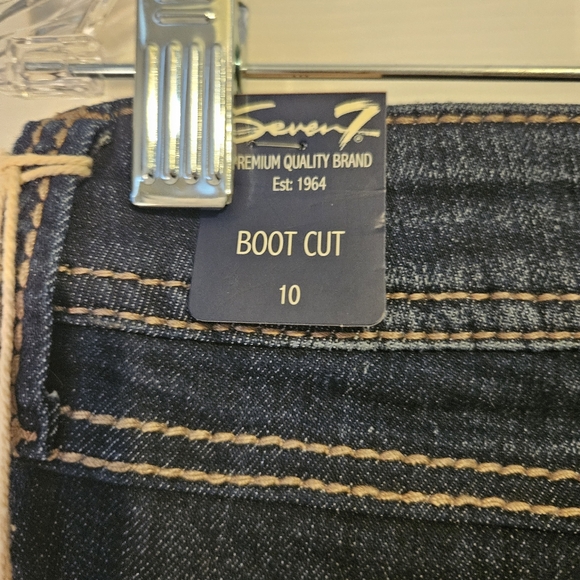 Seven7®
PREMIUM QUALITY BRAND
Est: 1964
BOOT CUT
10